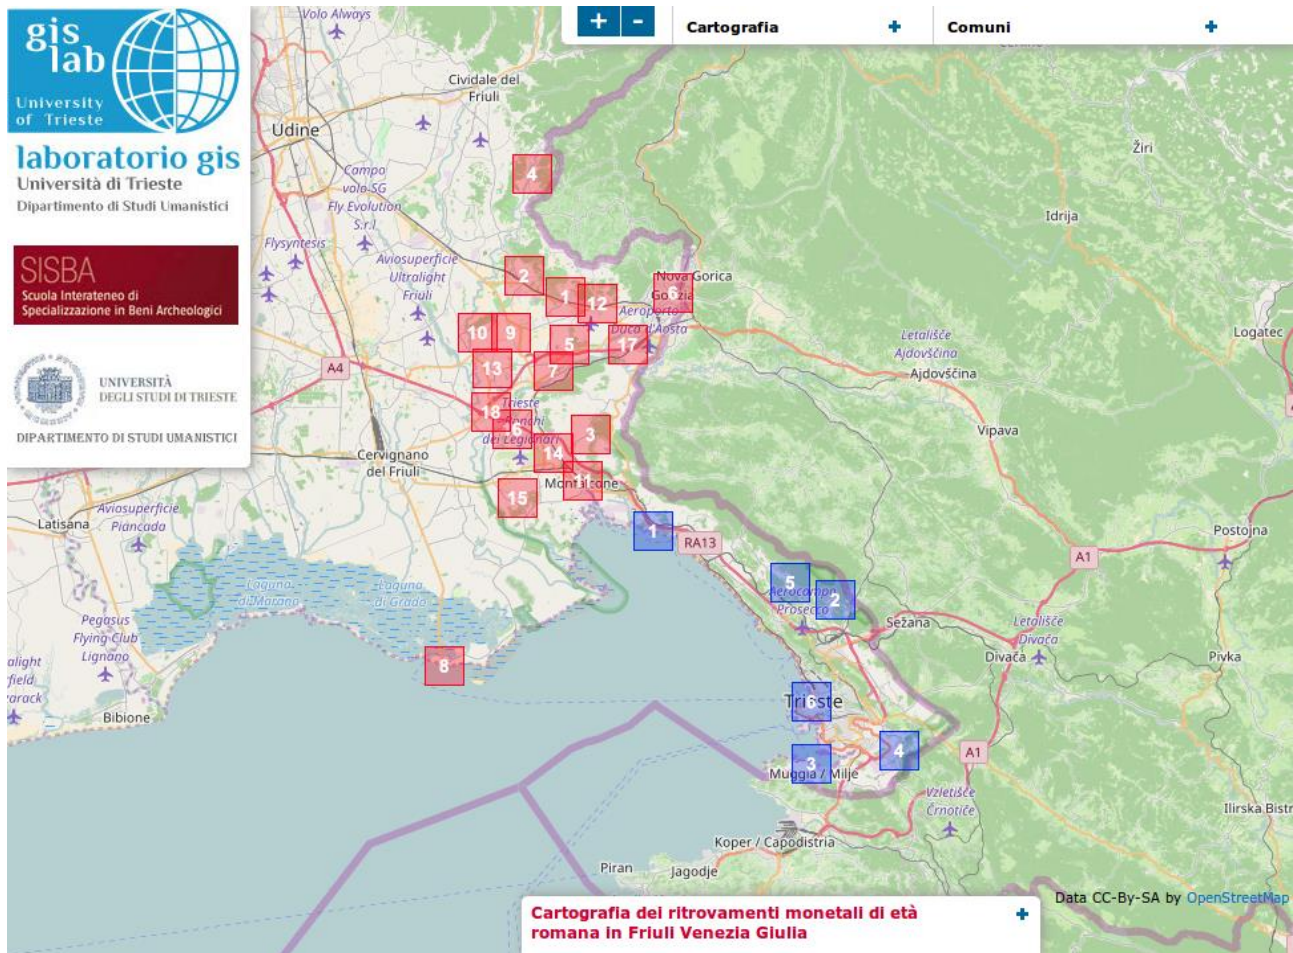 gis
lab
University
of Trieste
laboratorio gis
Università di Trieste
Dipartimento di Studi Umanistici
SISBA
Scuola Interateneo di
Specializzazione in Beni Archeologici
UNIVERSITÀ
DEGLI STUDI DI TRIESTE
DIPARTIMENTO DI STUDI UMANISTICI
+
-
Cartografia
+
Comuni
+
Volo Always
Cividale del
Friuli
Udine
Žiri
4
Campo
volo SG
Fly Evolution
S.r.l
Idrija
Flysyntesis
Aviosuperficie
Ultralight
Friuli
2
1
12
Nova Gorica
6
Gorizia
Aeroporto
Duca d'Aosta
10
9
5
17
Letališče
Ajdovščina
Logatec
A4
13
7
Ajdovščina
18
Trieste
Ronchi
dei Legionari
6
3
Vipava
Cervignano
del Friuli
14
11
Monfalcone
15
Aviosuperficie
Piancada
Latisana
1
RA13
Postojna
A1
Laguna
di Marano
Laguna
di Grado
5
2
Aerocampo
Prosecco
Sežana
Pegasus
Flying Club
Lignano
Letališče
Divača
Divača
Pivka
8
Bibione
6
Trieste
4
3
Muggia / Milje
A1
Vzletišče
Črnotiče
Koper / Capodistria
Piran
Jagodje
Data CC-By-SA by OpenStreetMap
Cartografia dei ritrovamenti monetali di età
romana in Friuli Venezia Giulia
+